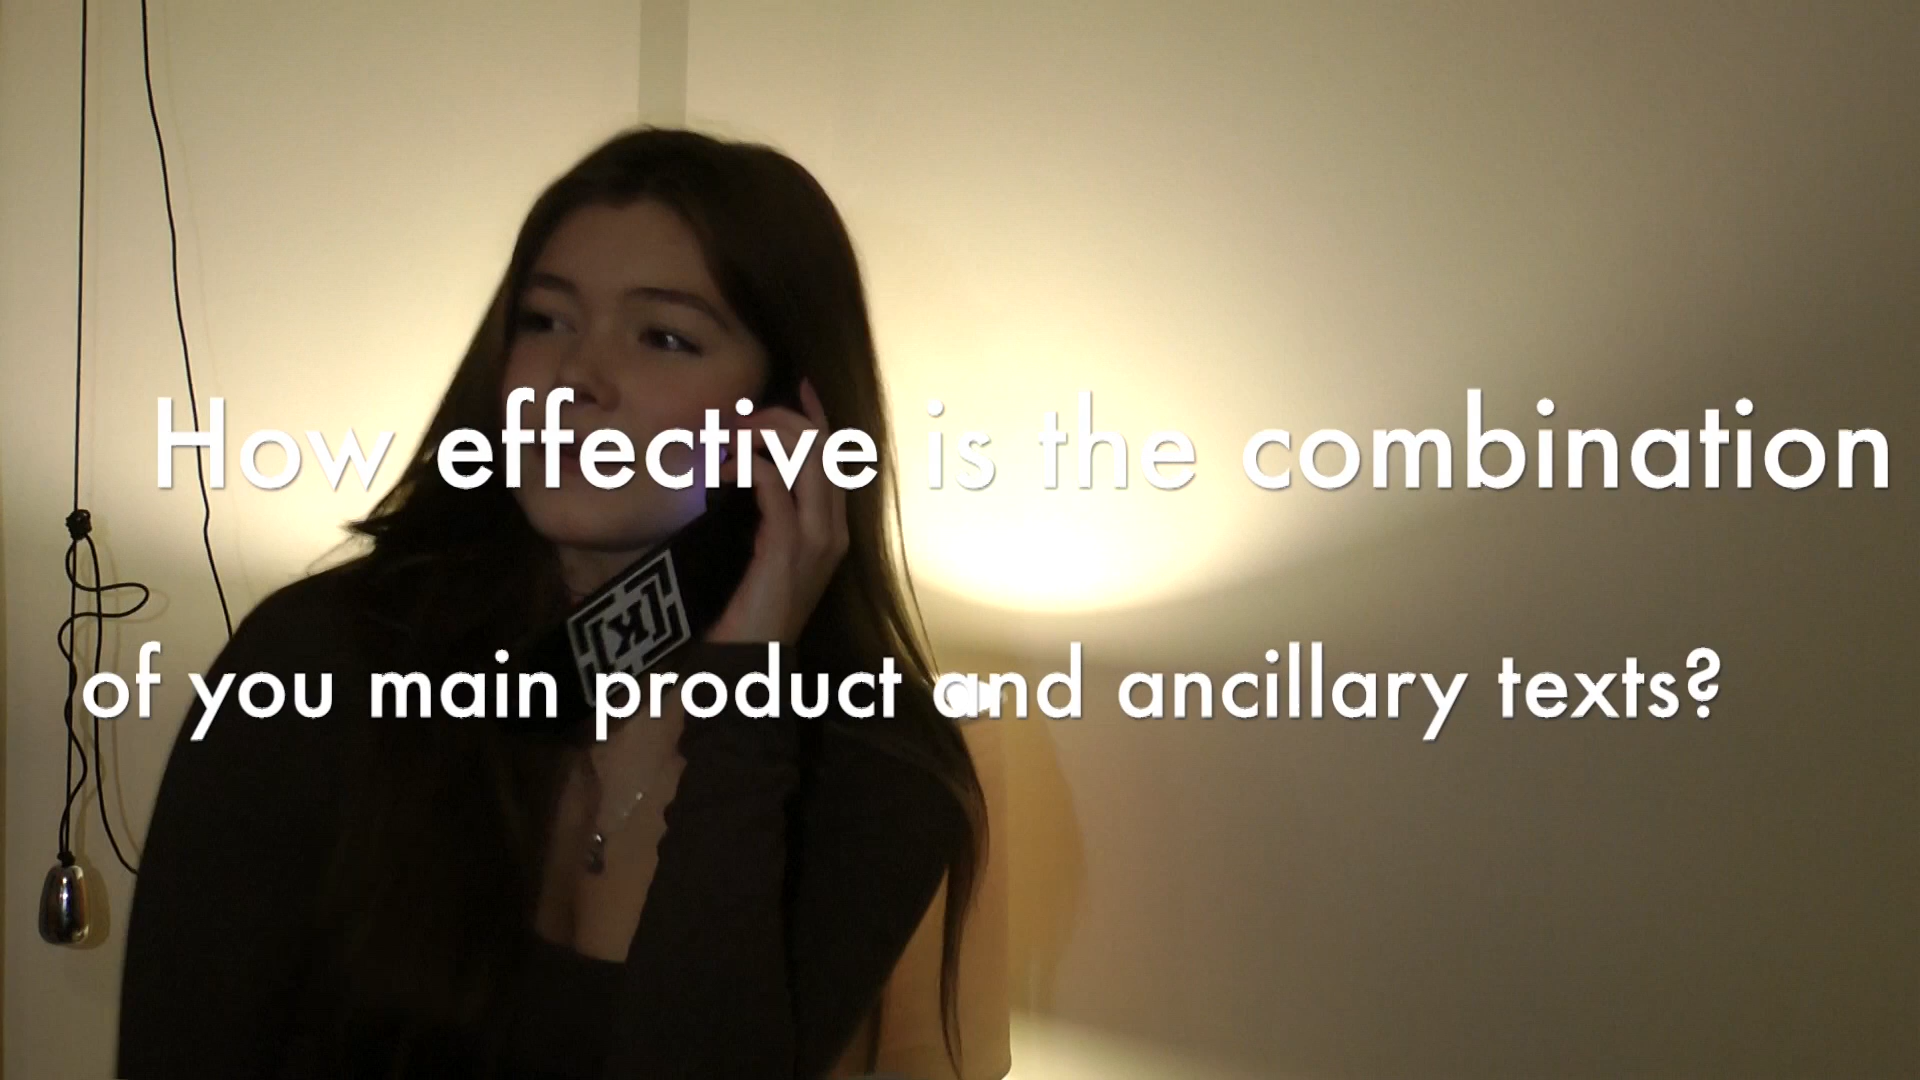 How effective is the combination
of you main product and ancillary texts?
[K]